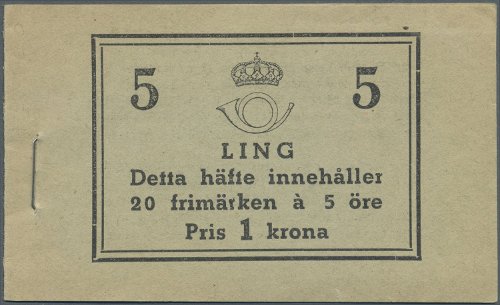 5 5
LING
Detta häfte innehåller
20 frimärken à 5 öre
Pris 1 krona